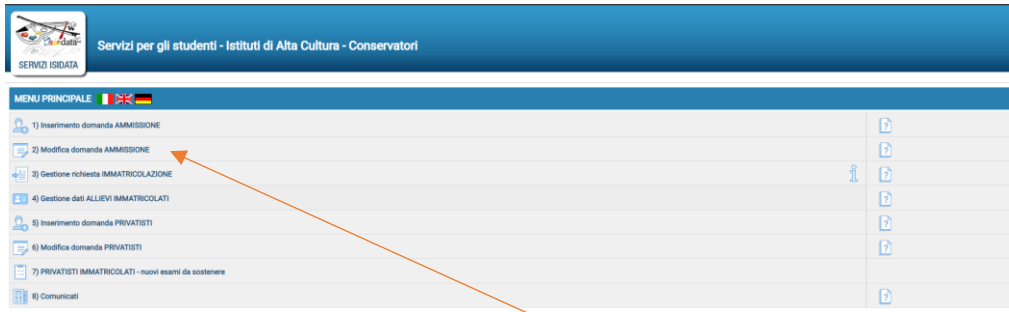 Isidata
SERVIZI ISIDATA
Servizi per gli studenti - Istituti di Alta Cultura - Conservatori
MENU PRINCIPALE
1) Inserimento domanda AMMISSIONE
2) Modifica domanda AMMISSIONE
3) Gestione richiesta IMMATRICOLAZIONE
4) Gestione dati ALLIEVI IMMATRICOLATI
5) Inserimento domanda PRIVATISTI
6) Modifica domanda PRIVATISTI
7) PRIVATISTI IMMATRICOLATI - nuovi esami da sostenere
8) Comunicati